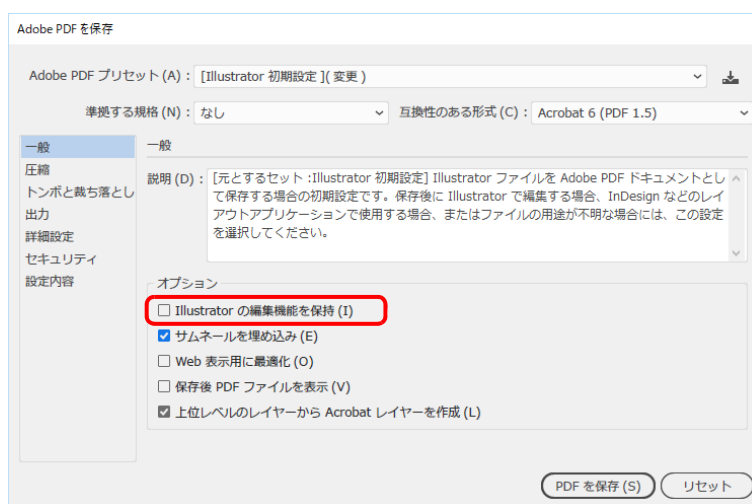 Adobe PDF を保存
Adobe PDF プリセット (A) : [Illustrator 初期設定 ]( 変更 )
準拠する規格 (N) : なし 互換性のある形式 (C) : Acrobat 6 (PDF 1.5)
一般
圧縮
トンボと裁ち落とし
出力
詳細設定
セキュリティ
設定内容
一般
説明 (D) : [元とするセット :Illustrator 初期設定] Illustrator ファイルを Adobe PDF ドキュメントとし
て保存する場合の初期設定です。保存後に Illustrator で編集する場合、InDesign などのレイ
アウトアプリケーションで使用する場合、またはファイルの用途が不明な場合には、この設定
を選択してください。
オプション
Illustrator の編集機能を保持 (I)
サムネールを埋め込み (E)
Web 表示用に最適化 (O)
保存後 PDF ファイルを表示 (V)
上位レベルのレイヤーから Acrobat レイヤーを作成 (L)
PDF を保存 (S) リセット